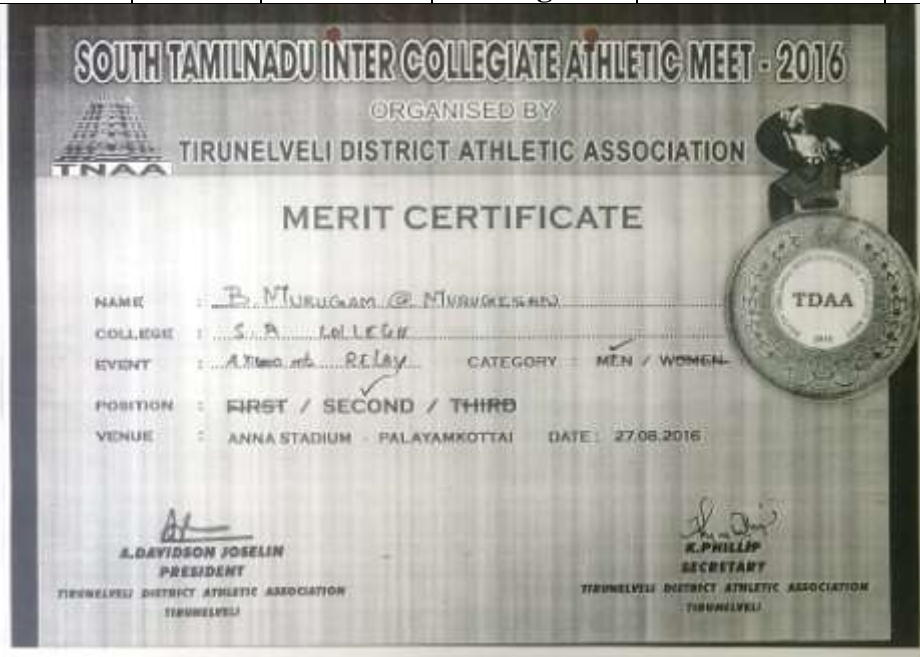 SOUTH TAMILNADU INTER COLLEGIATE ATHLETIC MEET - 2016
ORGANISED BY
TIRUNELVELI DISTRICT ATHLETIC ASSOCIATION
TNAA
MERIT CERTIFICATE
TDAA
NAME : B. MURUGAM @ MURUGESAN
COLLEGE : S. A COLLEGE
EVENT : RELAY CATEGORY : MEN / WOMEN
POSITION : FIRST / SECOND / THIRD
VENUE : ANNA STADIUM - PALAYAMKOTTAI DATE : 27.08.2016
A.DAVIDSON JOSELIN
PRESIDENT
TIRUNELVELI DISTRICT ATHLETIC ASSOCIATION
TIRUNELVELI
K.PHILLIP
SECRETARY
TIRUNELVELI DISTRICT ATHLETIC ASSOCIATION
TIRUNELVELI